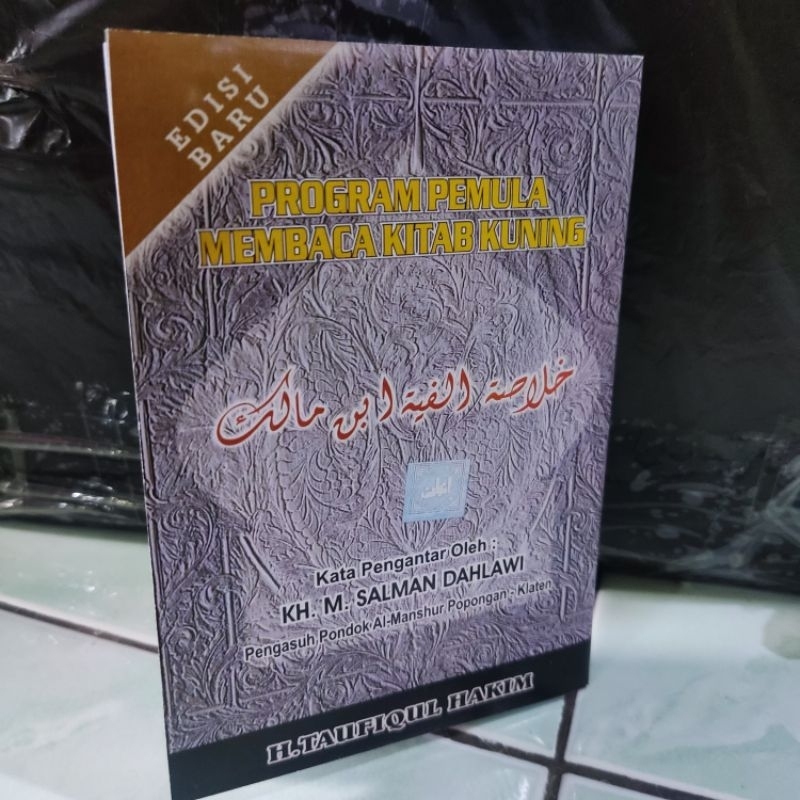 EDISI
BARU
PROGRAM PEMULA
MEMBACA KITAB KUNING
خلاصة الفية ابن مالك
Kata Pengantar Oleh :
KH. M. SALMAN DAHLAWI
Pengasuh Pondok Al-Manshur Popongan - Klaten
H.TAUFIQUL HAKIM